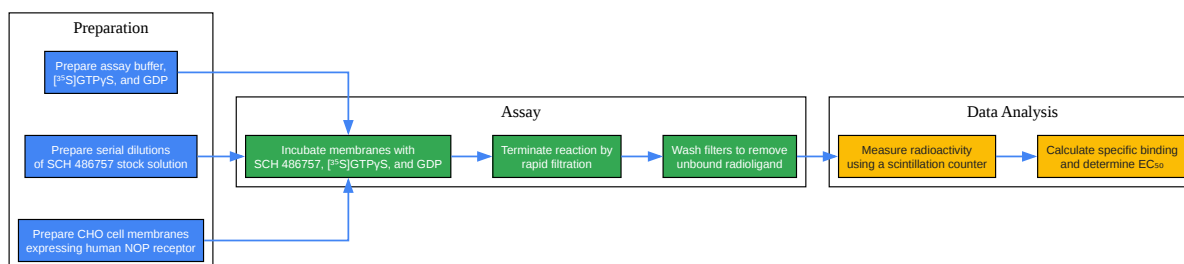 Preparation
Prepare assay buffer,
[³⁵S]GTPγS, and GDP
Prepare serial dilutions
of SCH 486757 stock solution
Prepare CHO cell membranes
expressing human NOP receptor
Assay
Incubate membranes with
SCH 486757, [³⁵S]GTPγS, and GDP
Terminate reaction by
rapid filtration
Wash filters to remove
unbound radioligand
Data Analysis
Measure radioactivity
using a scintillation counter
Calculate specific binding
and determine EC₅₀